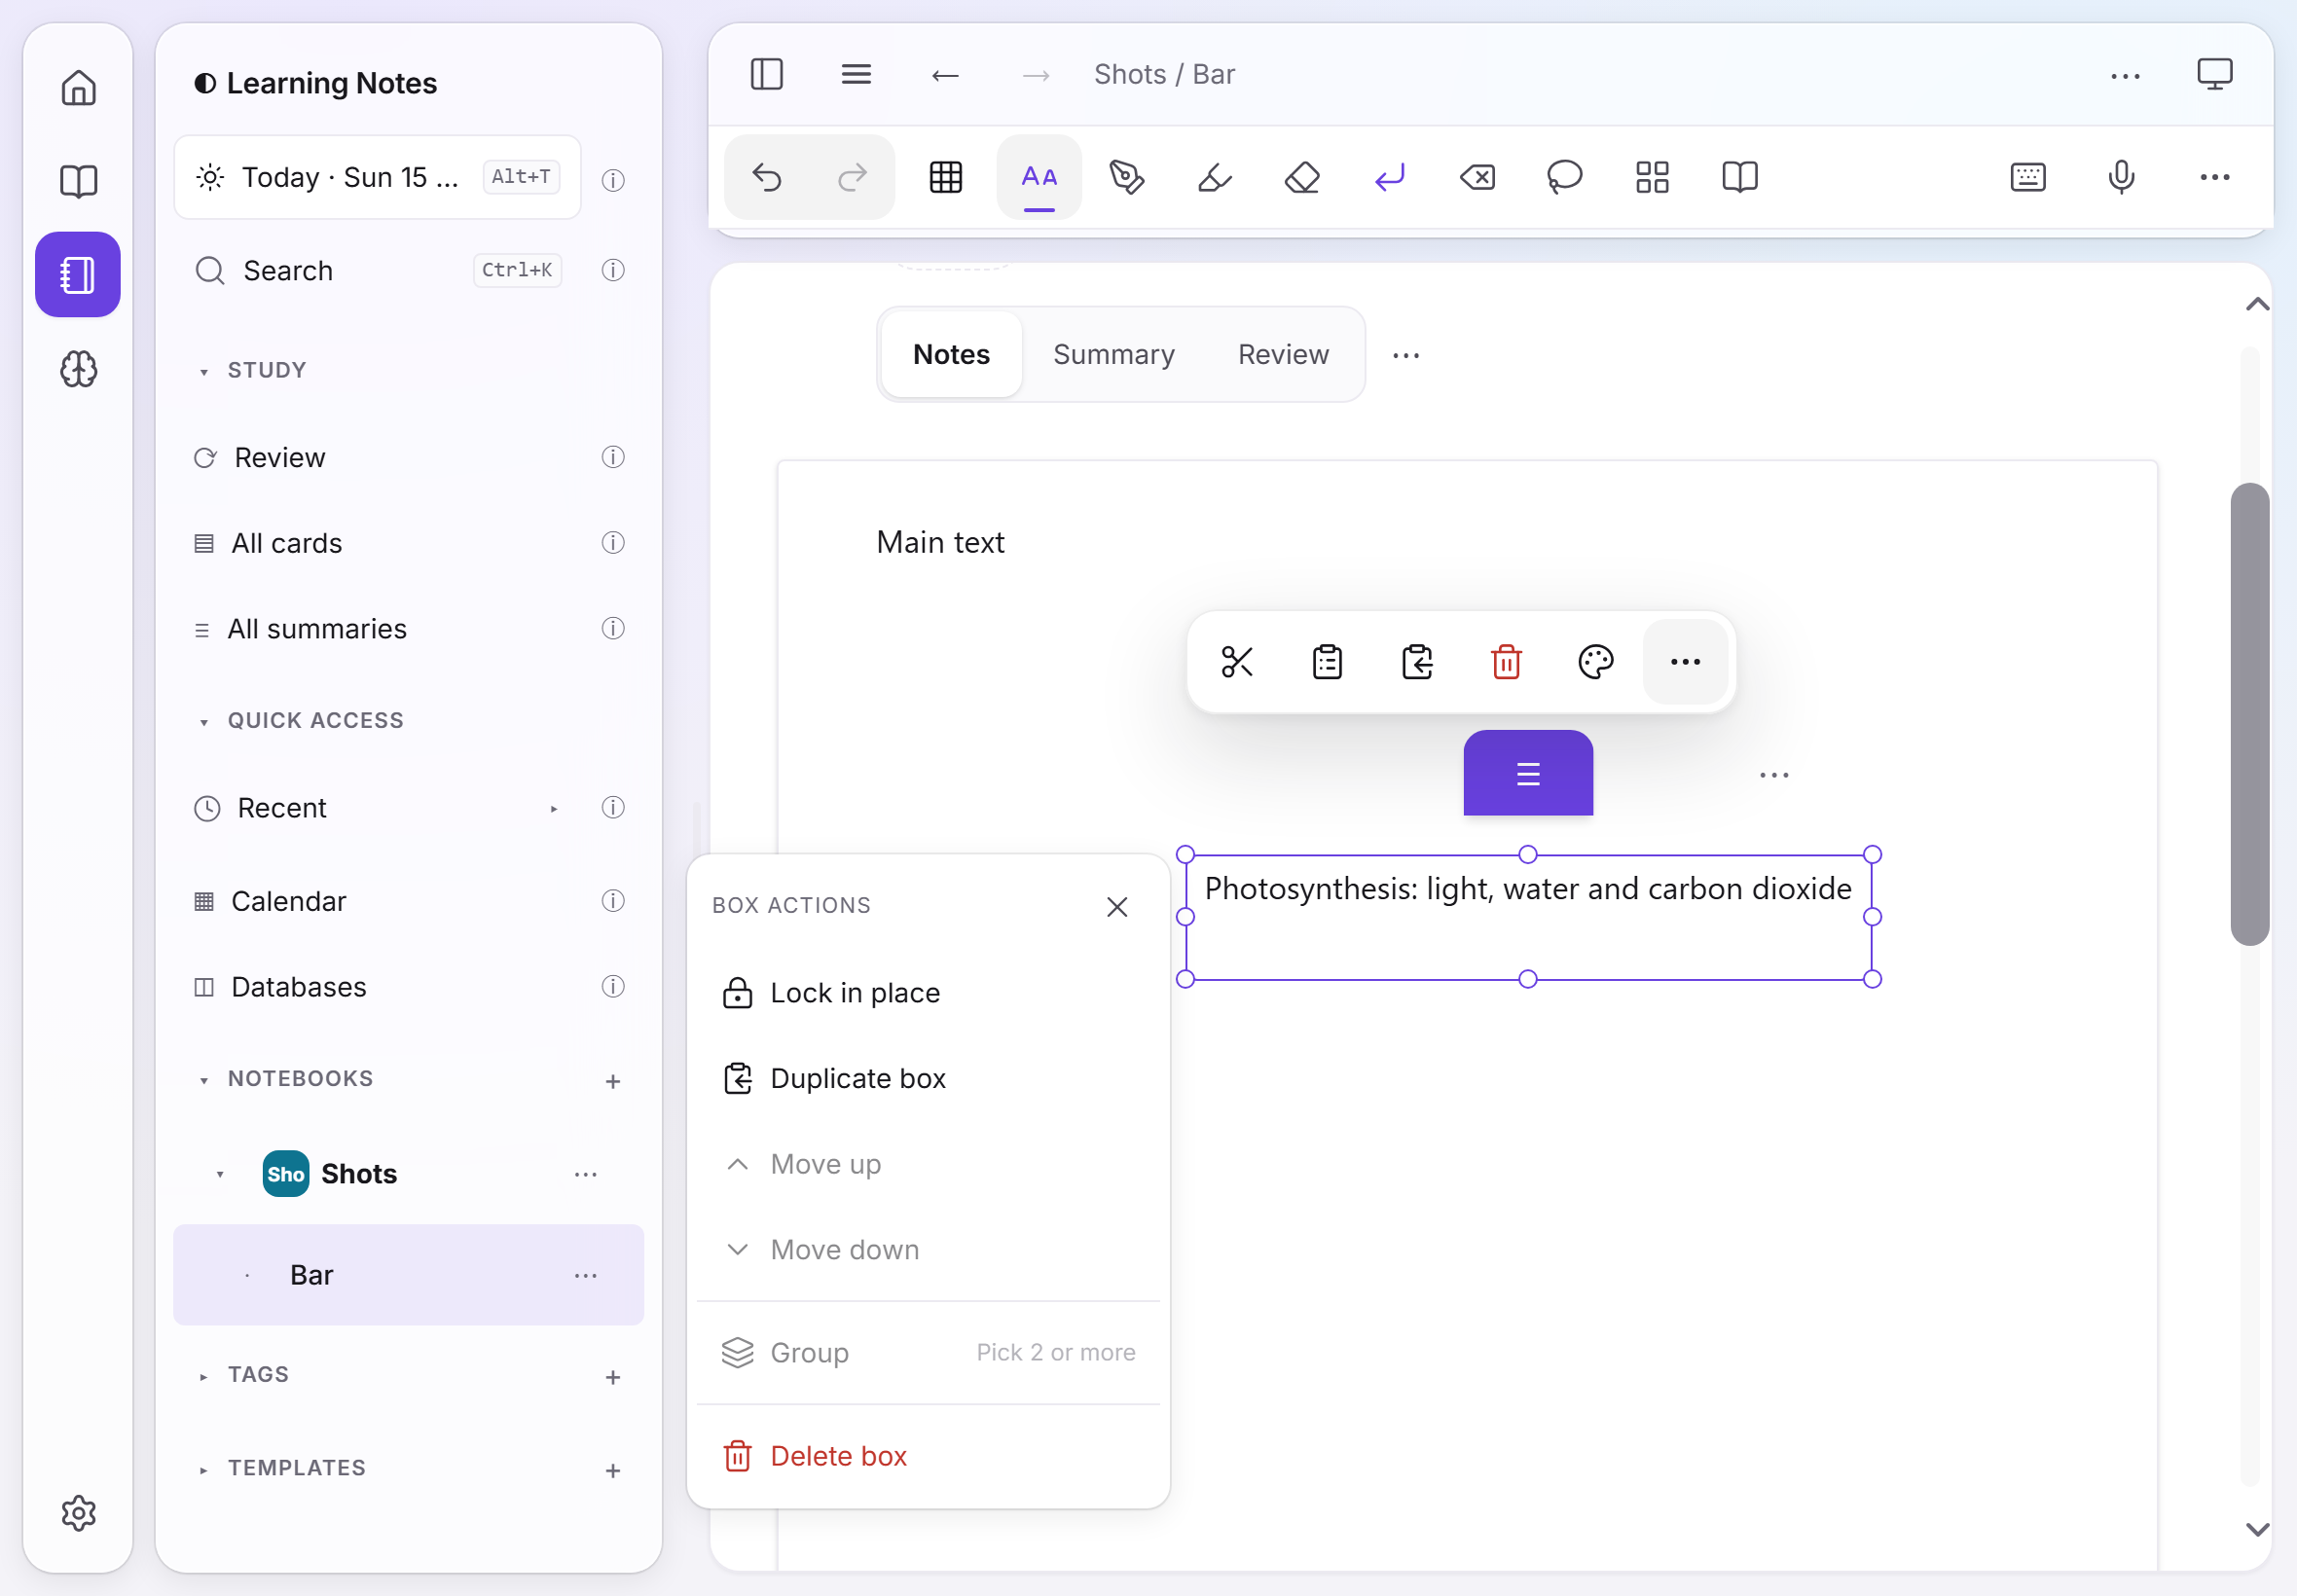 Learning Notes
Today · Sun 15 ... Alt+T
Search Ctrl+K
STUDY
Review
All cards
All summaries
QUICK ACCESS
Recent
Calendar
Databases
NOTEBOOKS
Sho Shots
Bar
TAGS
TEMPLATES
Shots / Bar
AA
Notes Summary Review
Main text
Photosynthesis: light, water and carbon dioxide
BOX ACTIONS
Lock in place
Duplicate box
Move up
Move down
Group Pick 2 or more
Delete box